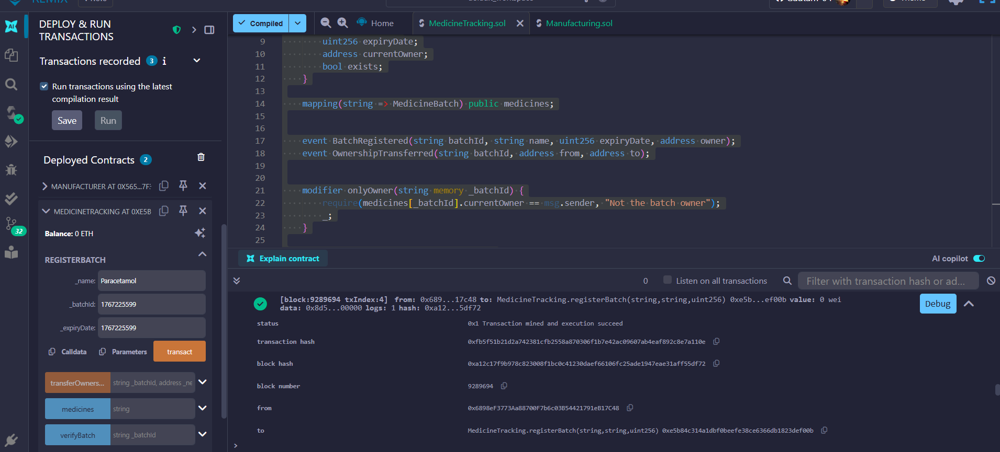 DEPLOY & RUN
TRANSACTIONS
Transactions recorded 3 i
Run transactions using the latest
compilation result
Save Run
Deployed Contracts 2
MANUFACTURER AT 0X565...7F:
MEDICINETRACKING AT 0XE5B
Balance: 0 ETH
REGISTERBATCH
_name: Paracetamol
_batchId: 1767225599
_expiryDate: 1767225599
Calldata Parameters transact
transferOwners... string _batchId, address _ne
medicines string
verifyBatch string _batchId
AI
32
Compiled Home MedicineTracking.sol Manufacturing.sol
9 uint256 expiryDate;
10 address currentOwner;
11 bool exists;
12 }
13
14 mapping(string => MedicineBatch) public medicines;
15
16
17 event BatchRegistered(string batchId, string name, uint256 expiryDate, address owner);
18 event OwnershipTransferred(string batchId, address from, address to);
19
20
21 modifier onlyOwner(string memory _batchId) {
22 require(medicines[_batchId].currentOwner == msg.sender, "Not the batch owner");
23 _;
24 }
25
Explain contract AI copilot
0 Listen on all transactions Filter with transaction hash or ad...
[block:9289694 txIndex:4] from: 0x689...17c48 to: MedicineTracking.registerBatch(string,string,uint256) 0xe5b...ef00b value: 0 wei
data: 0x8d5...00000 logs: 1 hash: 0xa12...5df72
Debug
status 0x1 Transaction mined and execution succeed
transaction hash 0xfb5f51b21d2a742381cfb2558a870306f1b7e42ac09607ab4eaf892c8e7a110e
block hash 0xa12c17f9b978c823008f1bc0c41230daef66106fc25ade1947eae31aff55df72
block number 9289694
from 0x6898eF3773Aa88700F7b6c03B54421791eB17C48
to MedicineTracking.registerBatch(string,string,uint256) 0xe5b84c314a1dbf0beefe38ce6366db1823def00b
>